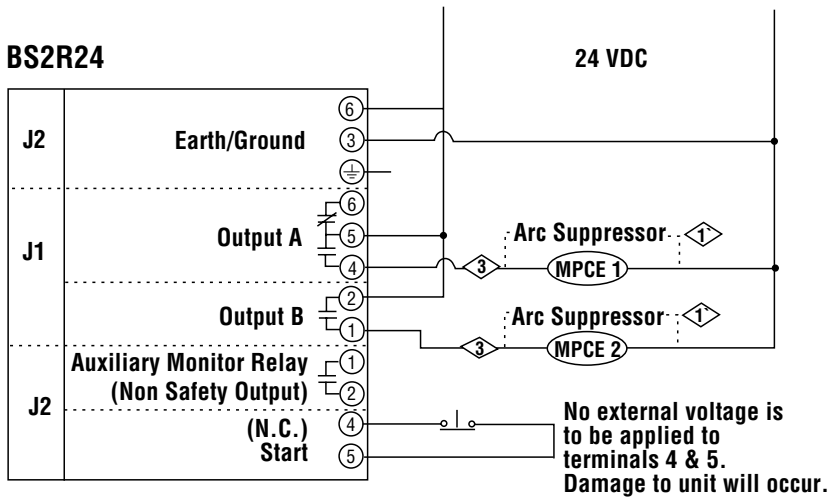 BS2R24
24 VDC
J2
Earth/Ground
6
3
J1
Output A
6
5
4
Arc Suppressor
1`
3
MPCE 1
Output B
2
1
Arc Suppressor
1`
3
MPCE 2
J2
Auxiliary Monitor Relay
(Non Safety Output)
1
2
(N.C.)
Start
4
5
No external voltage is
to be applied to
terminals 4 & 5.
Damage to unit will occur.